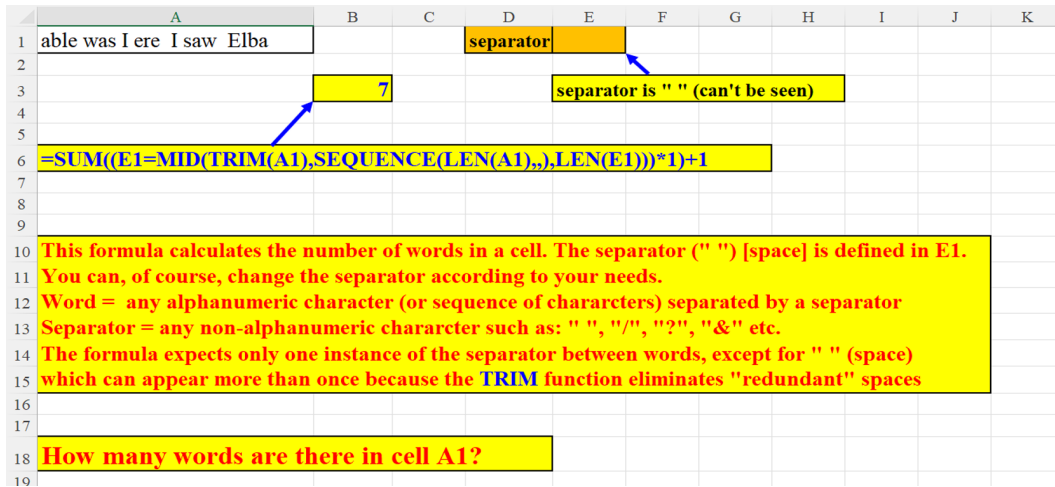 A B C D E F G H I J K
1 able was I ere  I saw  Elba separator
2
3 7 separator is " " (can't be seen)
4
5
6 =SUM((E1=MID(TRIM(A1),SEQUENCE(LEN(A1),,),LEN(E1)))*1)+1
7
8
9
10 This formula calculates the number of words in a cell. The separator (" ") [space] is defined in E1.
11 You can, of course, change the separator according to your needs.
12 Word =  any alphanumeric character (or sequence of chararcters) separated by a separator
13 Separator = any non-alphanumeric chararcter such as: " ", "/", "?", "&" etc.
14 The formula expects only one instance of the separator between words, except for " " (space)
15 which can appear more than once because the TRIM function eliminates "redundant" spaces
16
17
18 How many words are there in cell A1?
19